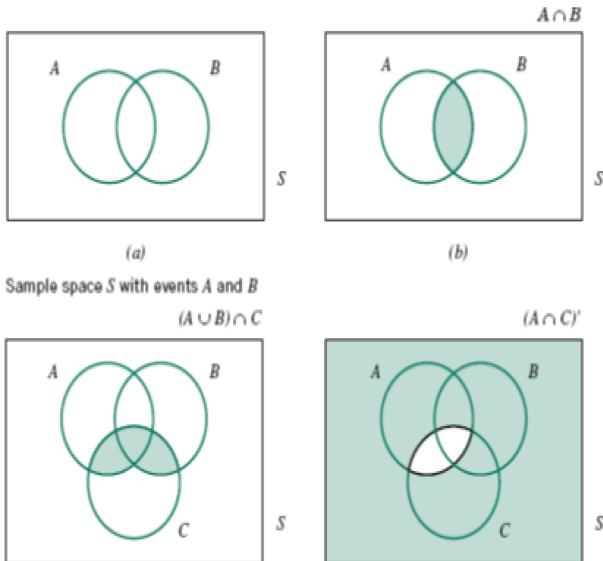 A ∩ B
A B
S
A B
S
(a)
(b)
Sample space S with events A and B
(A ∪ B) ∩ C
(A ∩ C)'
A B
C
S
A B
C
S